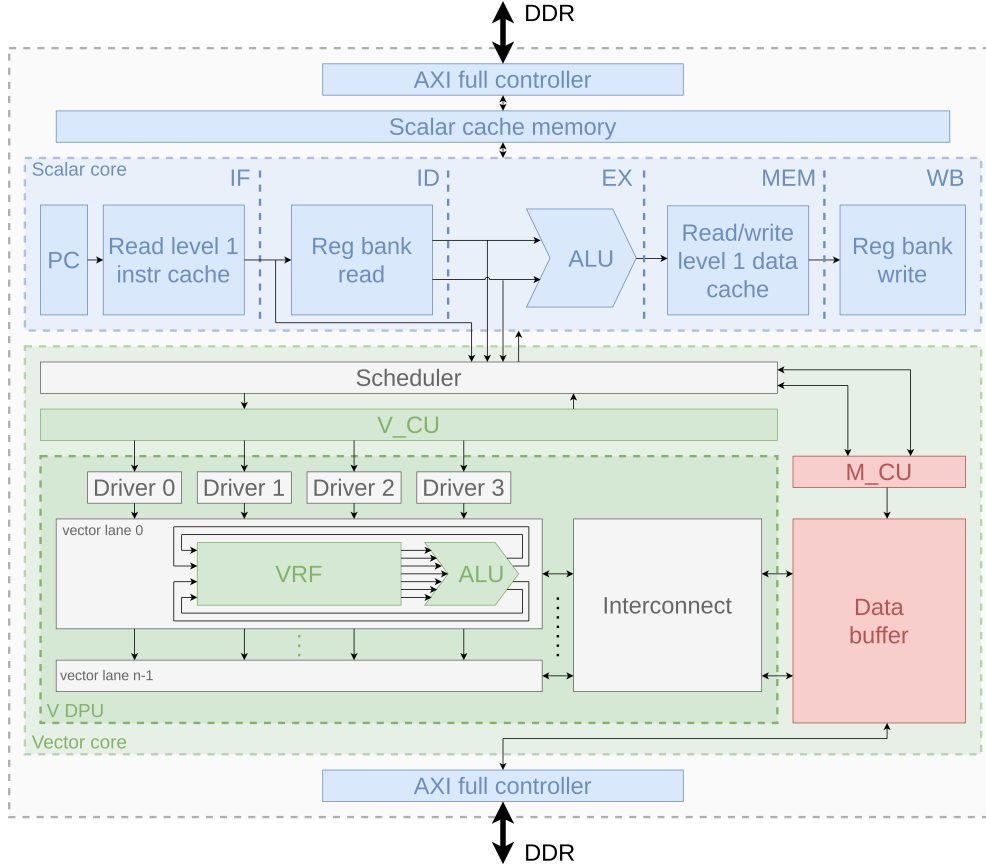 DDR
AXI full controller
Scalar cache memory
Scalar core
IF
ID
EX
MEM
WB
PC
Read level 1
instr cache
Reg bank
read
ALU
Read/write
level 1 data
cache
Reg bank
write
Scheduler
V_CU
M_CU
Driver 0
Driver 1
Driver 2
Driver 3
vector lane 0
VRF
ALU
Interconnect
Data
buffer
vector lane n-1
V DPU
Vector core
AXI full controller
DDR